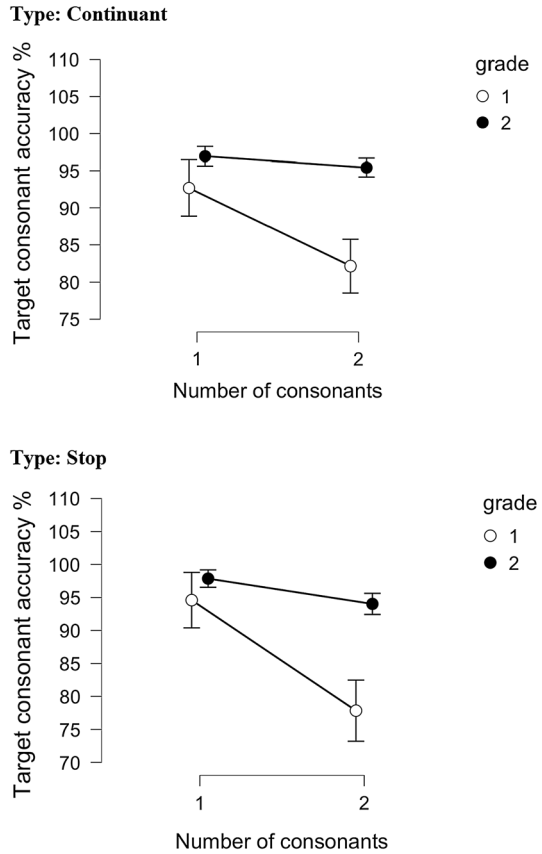 Type: Continuant
Target consonant accuracy %
110
105
100
95
90
85
80
75
1 2
Number of consonants
grade
1
2
Type: Stop
Target consonant accuracy %
110
105
100
95
90
85
80
75
70
1 2
Number of consonants
grade
1
2